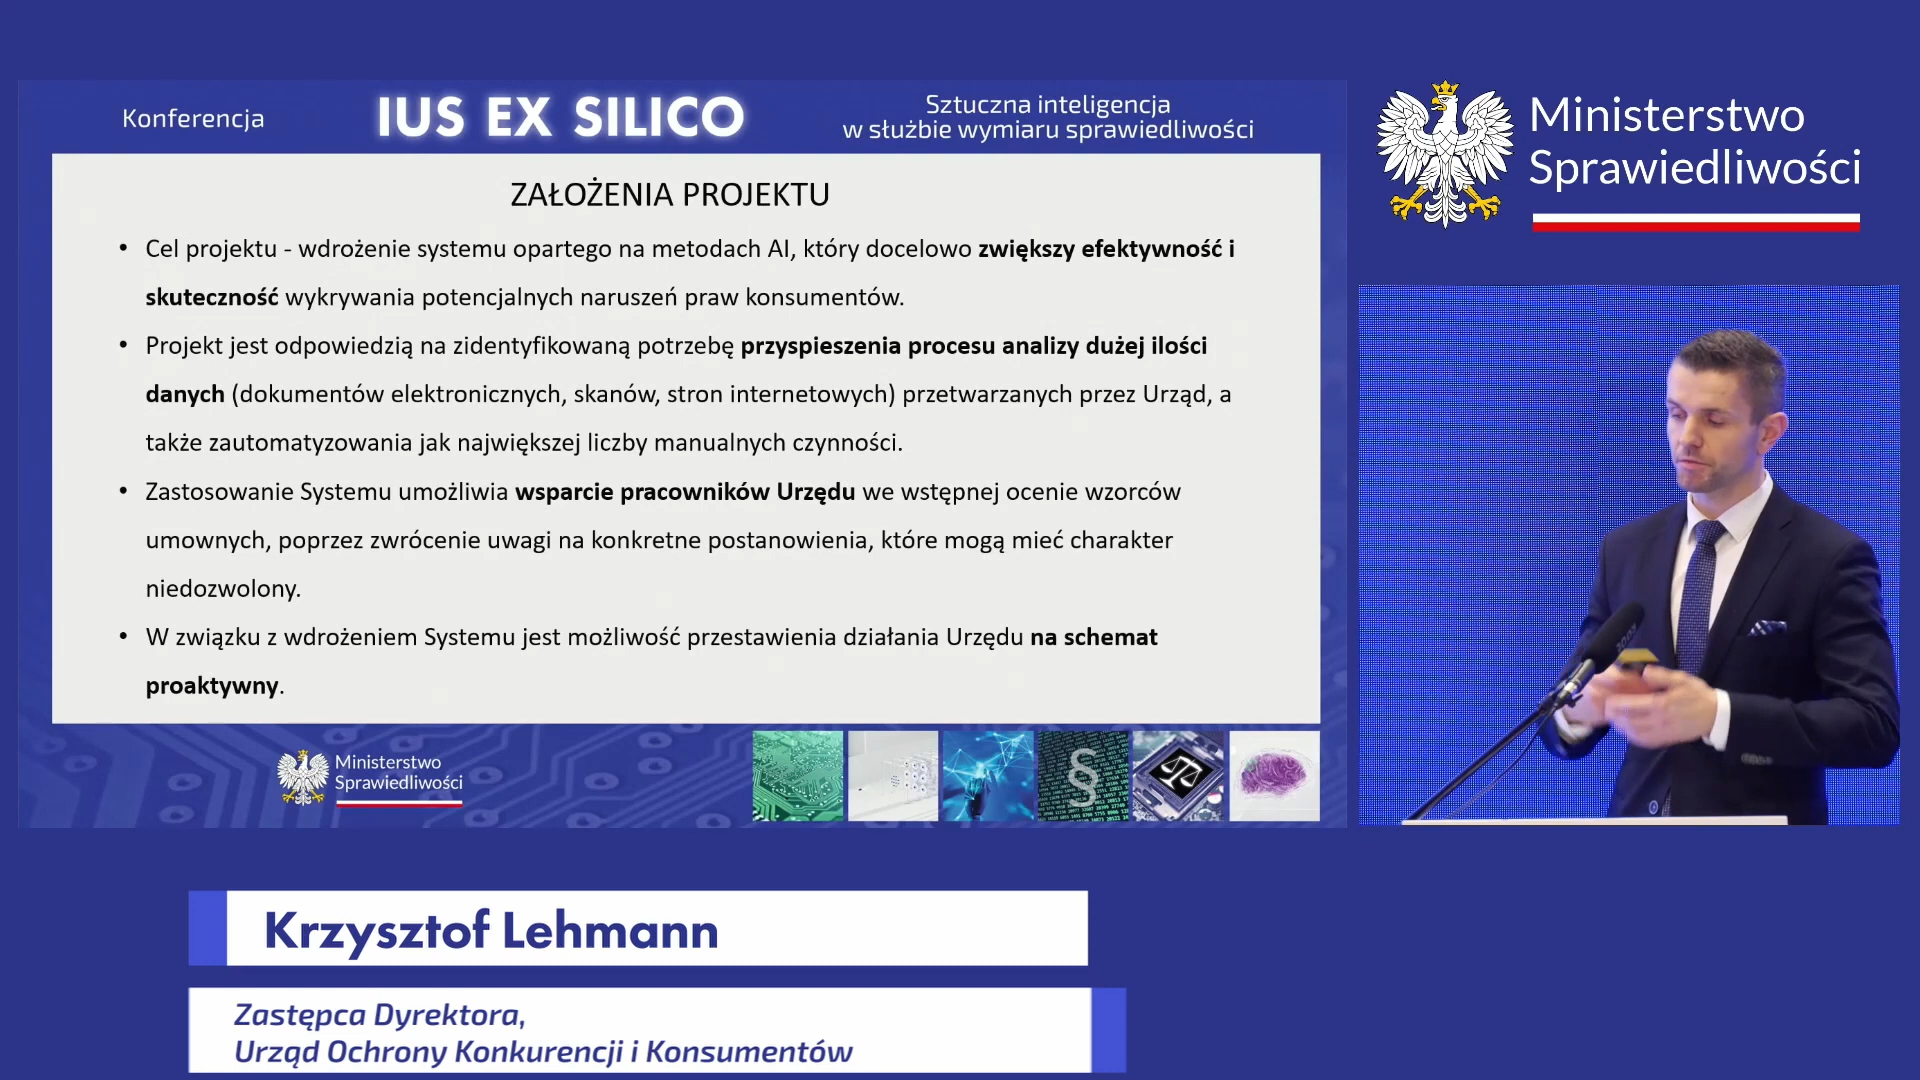 Konferencja
IUS EX SILICO
Sztuczna inteligencja
w służbie wymiaru sprawiedliwości
Ministerstwo
Sprawiedliwości
ZAŁOŻENIA PROJEKTU
• Cel projektu - wdrożenie systemu opartego na metodach AI, który docelowo zwiększy efektywność i
skuteczność wykrywania potencjalnych naruszeń praw konsumentów.
• Projekt jest odpowiedzią na zidentyfikowaną potrzebę przyspieszenia procesu analizy dużej ilości
danych (dokumentów elektronicznych, skanów, stron internetowych) przetwarzanych przez Urząd, a
także zautomatyzowania jak największej liczby manualnych czynności.
• Zastosowanie Systemu umożliwia wsparcie pracowników Urzędu we wstępnej ocenie wzorców
umownych, poprzez zwrócenie uwagi na konkretne postanowienia, które mogą mieć charakter
niedozwolony.
• W związku z wdrożeniem Systemu jest możliwość przestawienia działania Urzędu na schemat
proaktywny.
Ministerstwo
Sprawiedliwości
§
Krzysztof Lehmann
Zastępca Dyrektora,
Urząd Ochrony Konkurencji i Konsumentów